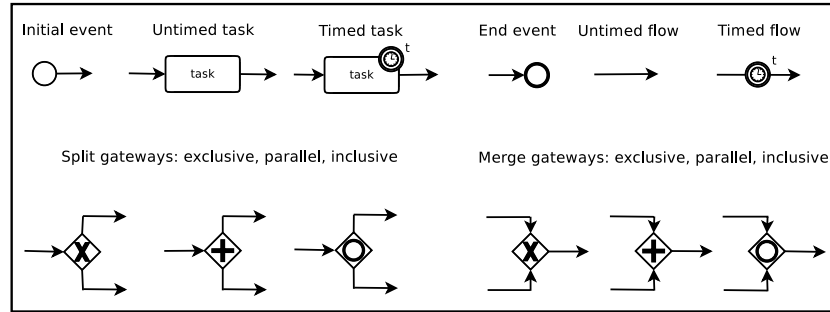 Initial event Untimed task Timed task End event Untimed flow Timed flow
t
task task t
Split gateways: exclusive, parallel, inclusive Merge gateways: exclusive, parallel, inclusive
X X